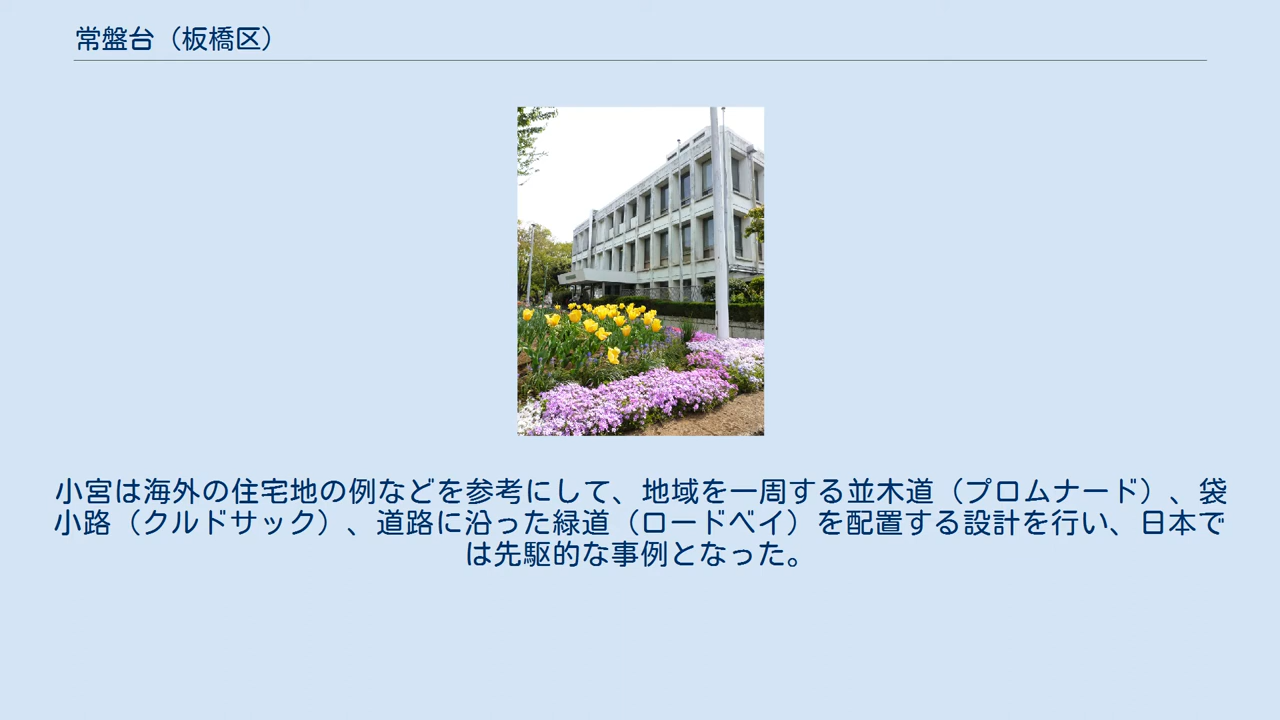 常盤台（板橋区）
小宮は海外の住宅地の例などを参考にして、地域を一周する並木道（プロムナード）、袋
小路（クルドサック）、道路に沿った緑道（ロードベイ）を配置する設計を行い、日本で
は先駆的な事例となった。